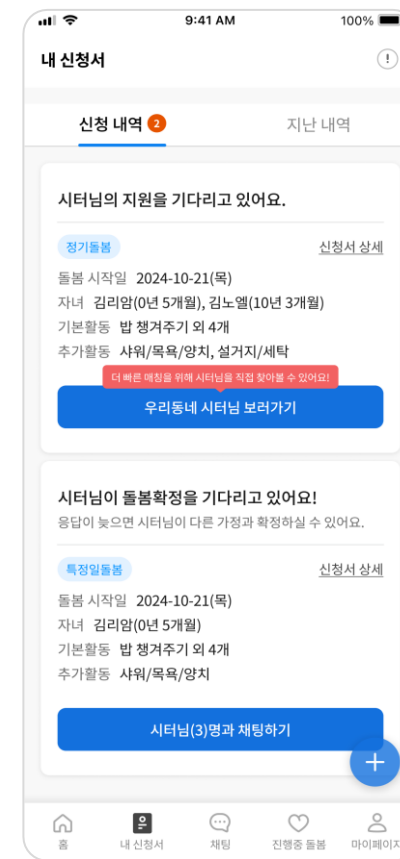 9:41 AM
100%
내 신청서
신청 내역 2
지난 내역
시터님의 지원을 기다리고 있어요.
정기돌봄
신청서 상세
돌봄 시작일 2024-10-21(목)
자녀 김리암(0년 5개월), 김노엘(10년 3개월)
기본활동 밥 챙겨주기 외 4개
추가활동 샤워/목욕/양치, 설거지/세탁
더 빠른 매칭을 위해 시터님을 직접 찾아볼 수 있어요!
우리동네 시터님 보러가기
시터님이 돌봄확정을 기다리고 있어요!
응답이 늦으면 시터님이 다른 가정과 확정하실 수 있어요.
특정일돌봄
신청서 상세
돌봄 시작일 2024-10-21(목)
자녀 김리암(0년 5개월)
기본활동 밥 챙겨주기 외 4개
추가활동 샤워/목욕/양치
시터님(3)명과 채팅하기
홈
내 신청서
채팅
진행중 돌봄
마이페이지